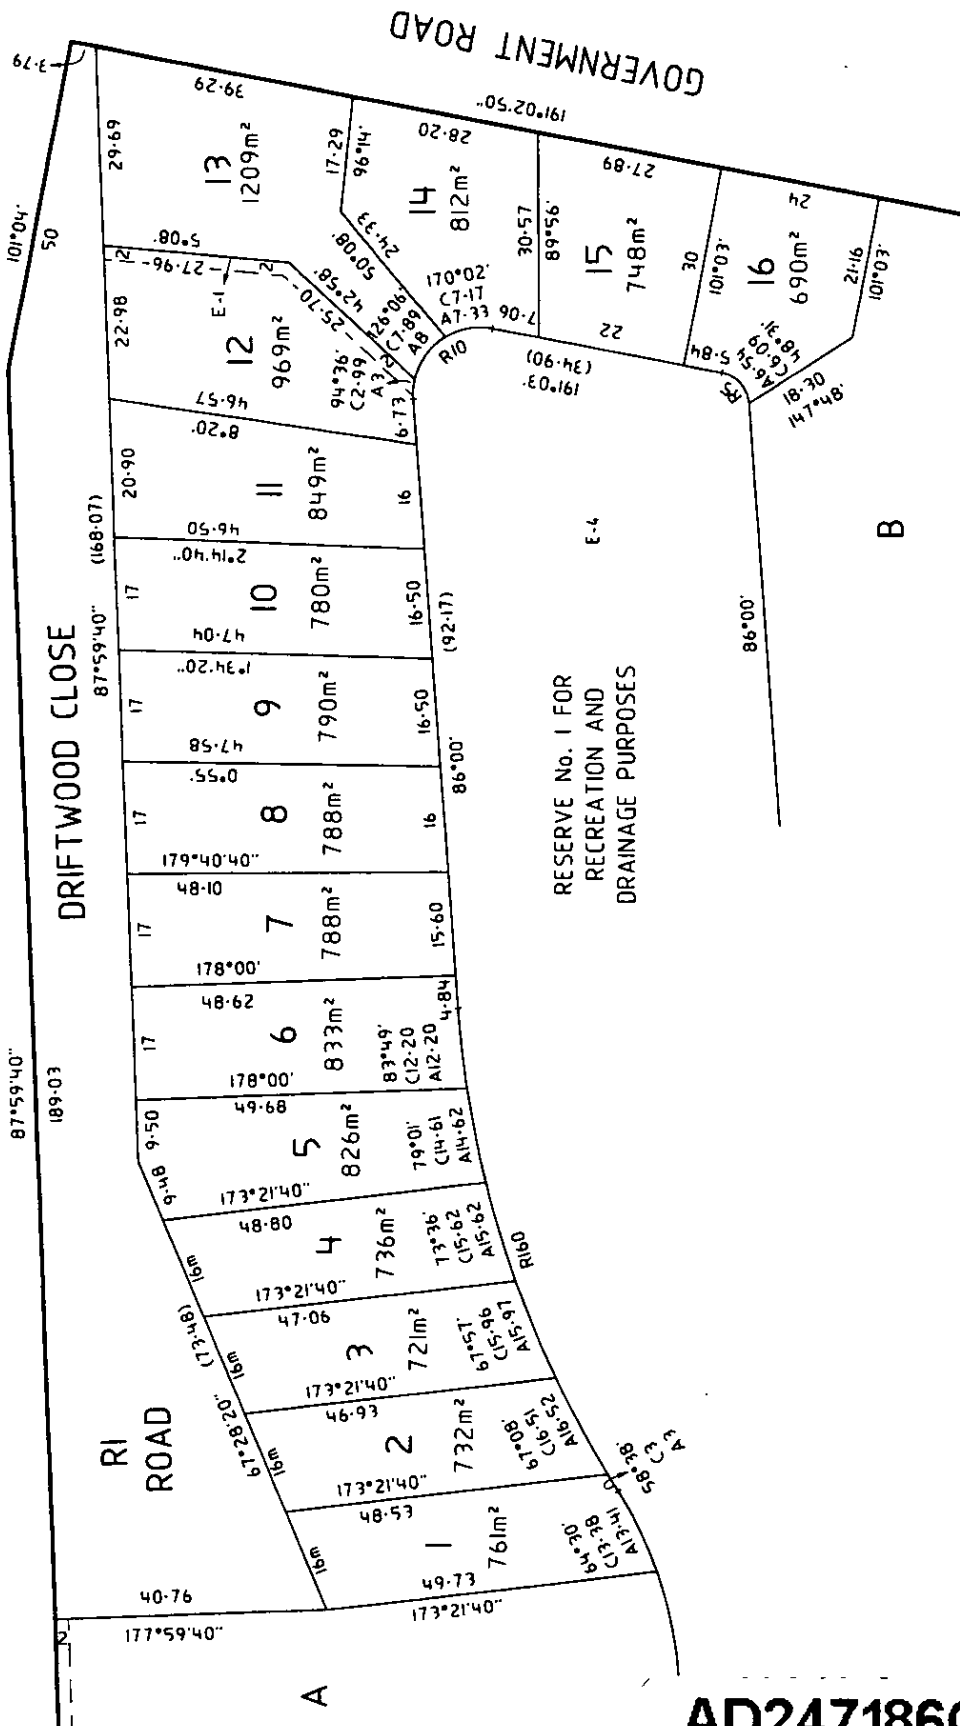 GOVERNMENT ROAD
191°02'50"
3·79
101°04'
50
DRIFTWOOD CLOSE
87°59'40"
(168·07)
87°59'40"
189·03
R1
ROAD
67°28'20"
(73·48)
40·76
177°59'40"
2
A
13
1209m²
29·69
39·29
17·29
96°14'
5°08'
27·96
2
2
E-1
14
812m²
28·20
24·33
50°08'
30·57
89°56'
170°02'
C7·17
A7·33
7·06
15
748m²
27·89
30
101°03'
22
(34·90)
191°03'
16
690m²
24
21·16
101°03'
5·84
R5
A6·54
C6·09
48°31'
18·30
147°48'
12
969m²
22·98
46·57
8°20'
42°58'
25·70
126°06'
C7·89
A8
R10
94°36'
C2·99
A3
2
6·73
11
849m²
20·90
46·50
2°14'40"
16
10
780m²
17
47·04
1°34'20"
16·50
(92·17)
9
790m²
17
47·58
0°55'
16·50
86°00'
8
788m²
17
179°40'40"
16
7
788m²
17
48·01
178°00'
15·60
6
833m²
17
48·62
178°00'
4·84
83°49'
C12·20
A12·20
5
826m²
9·50
9·48
49·68
173°21'40"
79°01'
C14·61
A14·62
4
736m²
16m
48·80
173°21'40"
73°36'
C15·62
A15·62
R160
3
721m²
16m
47·06
173°21'40"
67°57'
C15·96
A15·97
2
732m²
16m
46·93
173°21'40"
67°08'
C16·51
A16·52
1
761m²
16m
48·53
49·73
173°21'40"
64°30'
C13·38
A13·41
58°38'
C3
A3
E-4
RESERVE No. 1 FOR
RECREATION AND
DRAINAGE PURPOSES
86°00'
B